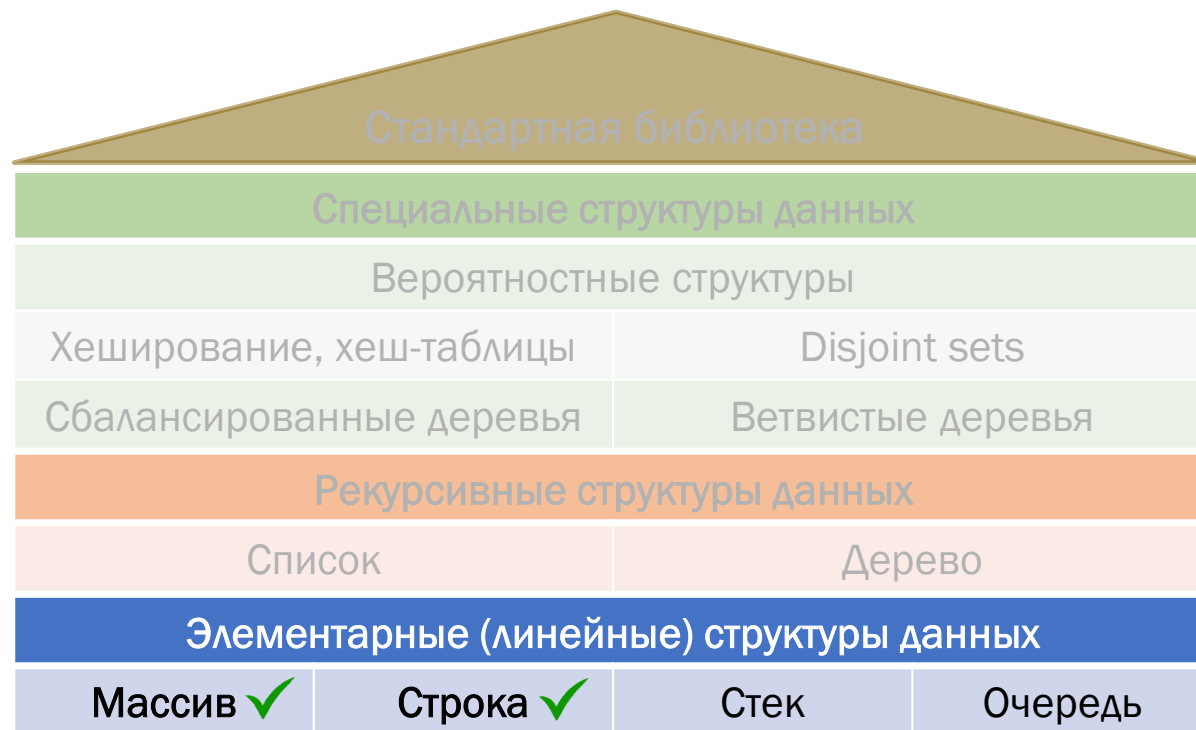 Стандартная библиотека
Специальные структуры данных
Вероятностные структуры
Хеширование, хеш-таблицы
Disjoint sets
Сбалансированные деревья
Ветвистые деревья
Рекурсивные структуры данных
Список
Дерево
Элементарные (линейные) структуры данных
Массив
Строка
Стек
Очередь